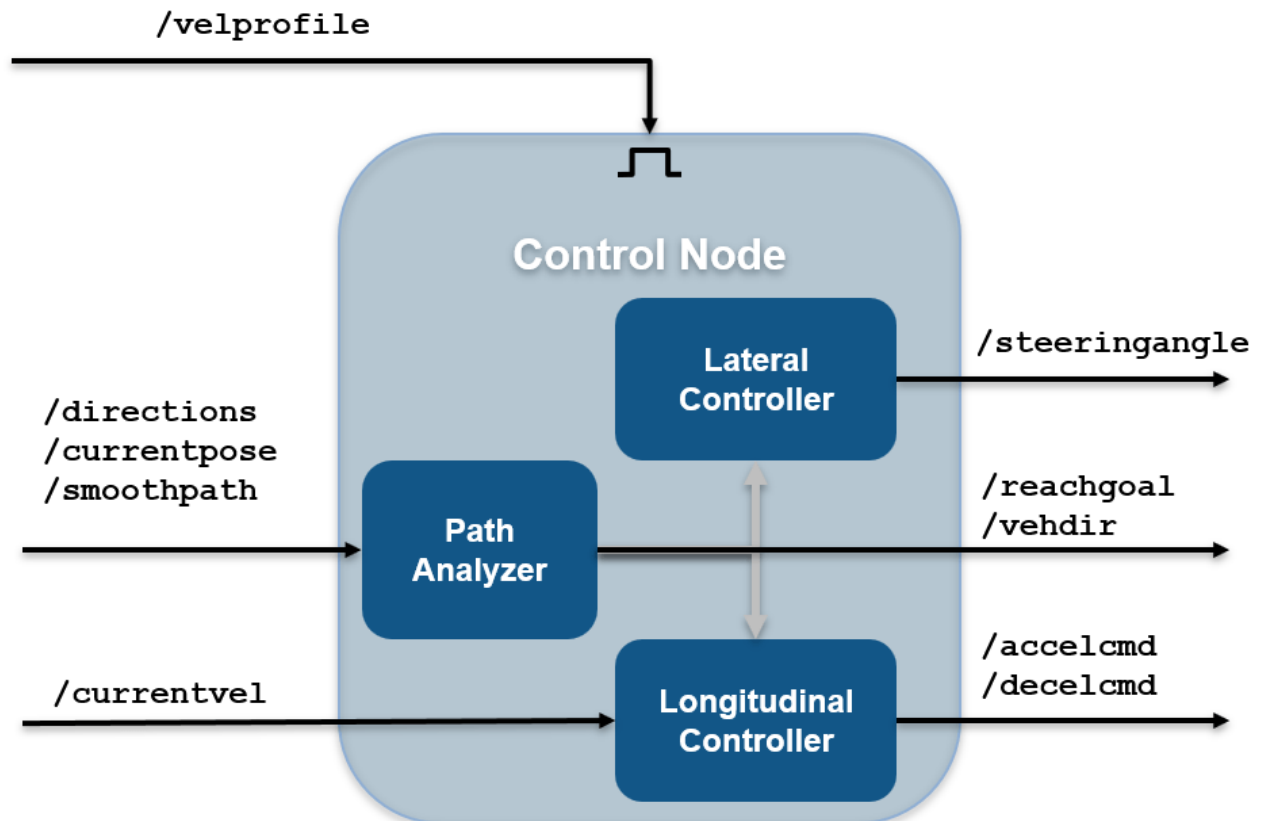 /velprofile
Control Node
Lateral
Controller
/steeringangle
/directions
/currentpose
/smoothpath
Path
Analyzer
/reachgoal
/vehdir
/currentvel
Longitudinal
Controller
/accelcmd
/decelcmd